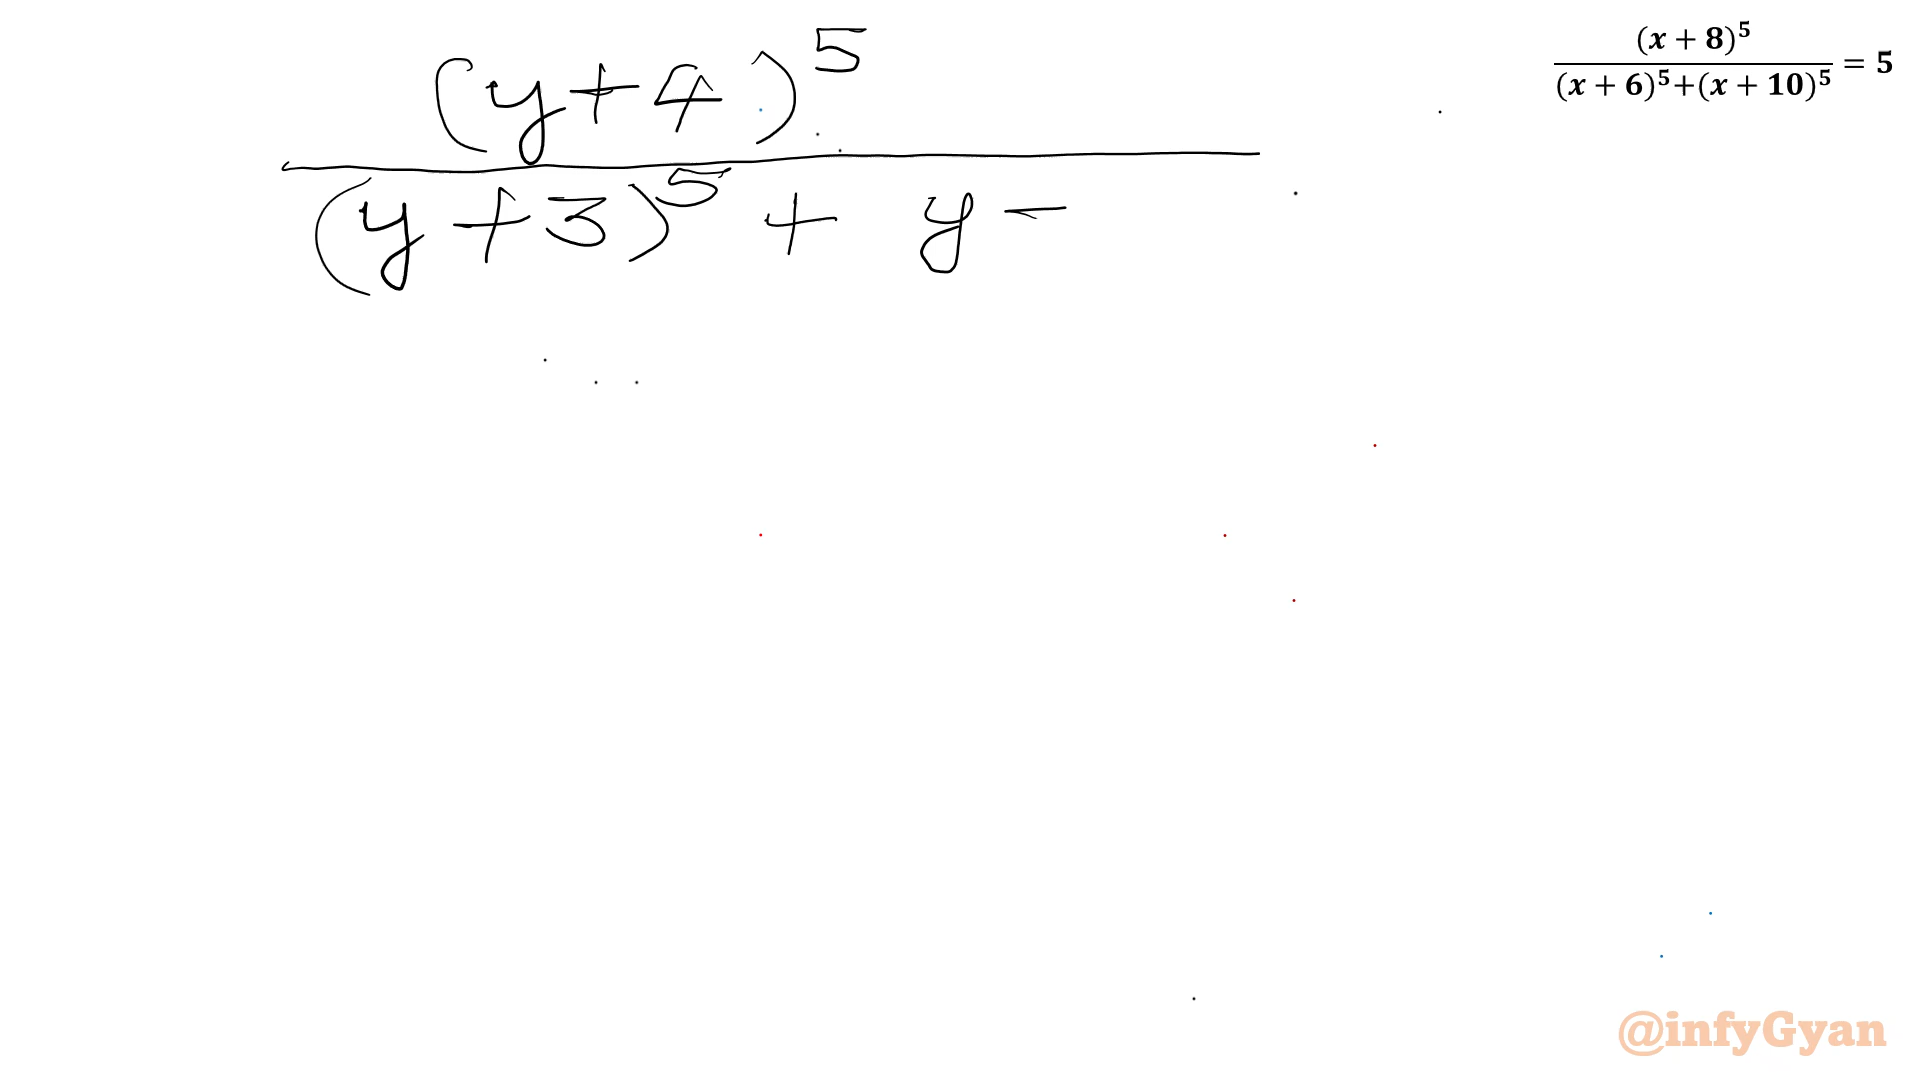 (x + 8)⁵
(x + 6)⁵+(x + 10)⁵ = 5
(y+4)⁵
(y+3)⁵ + y −
@infyGyan